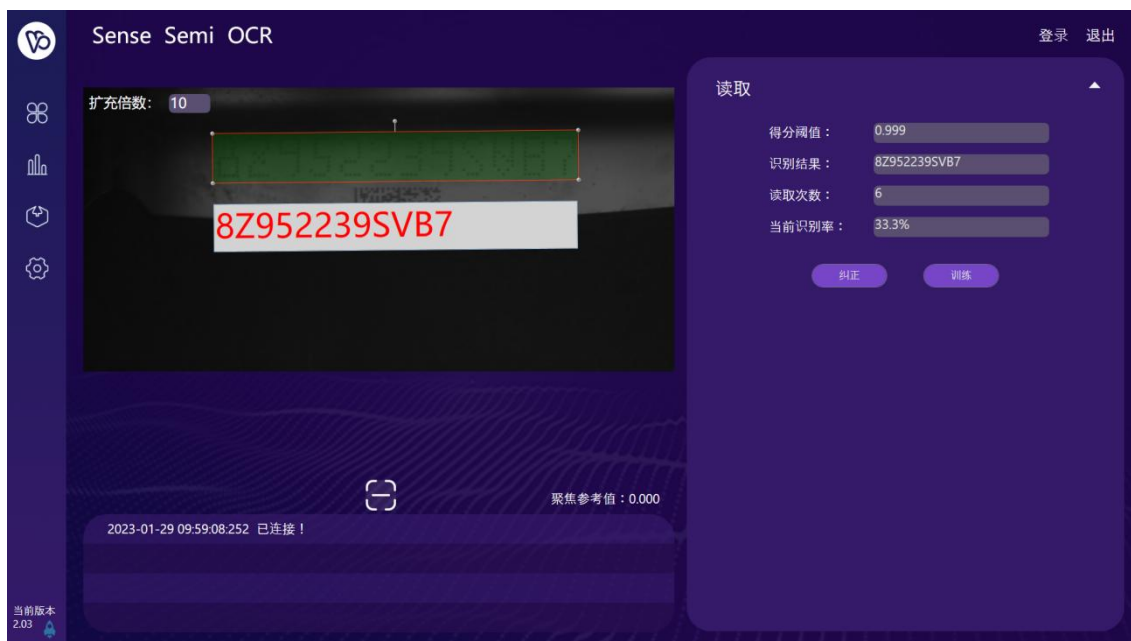 Sense Semi OCR
登录 退出
扩充倍数： 10
8Z952239SVB7
8Z952239SVB7
读取
得分阈值： 0.999
识别结果： 8Z952239SVB7
读取次数： 6
当前识别率： 33.3%
纠正 训练
聚焦参考值：0.000
2023-01-29 09:59:08:252 已连接！
当前版本
2.03